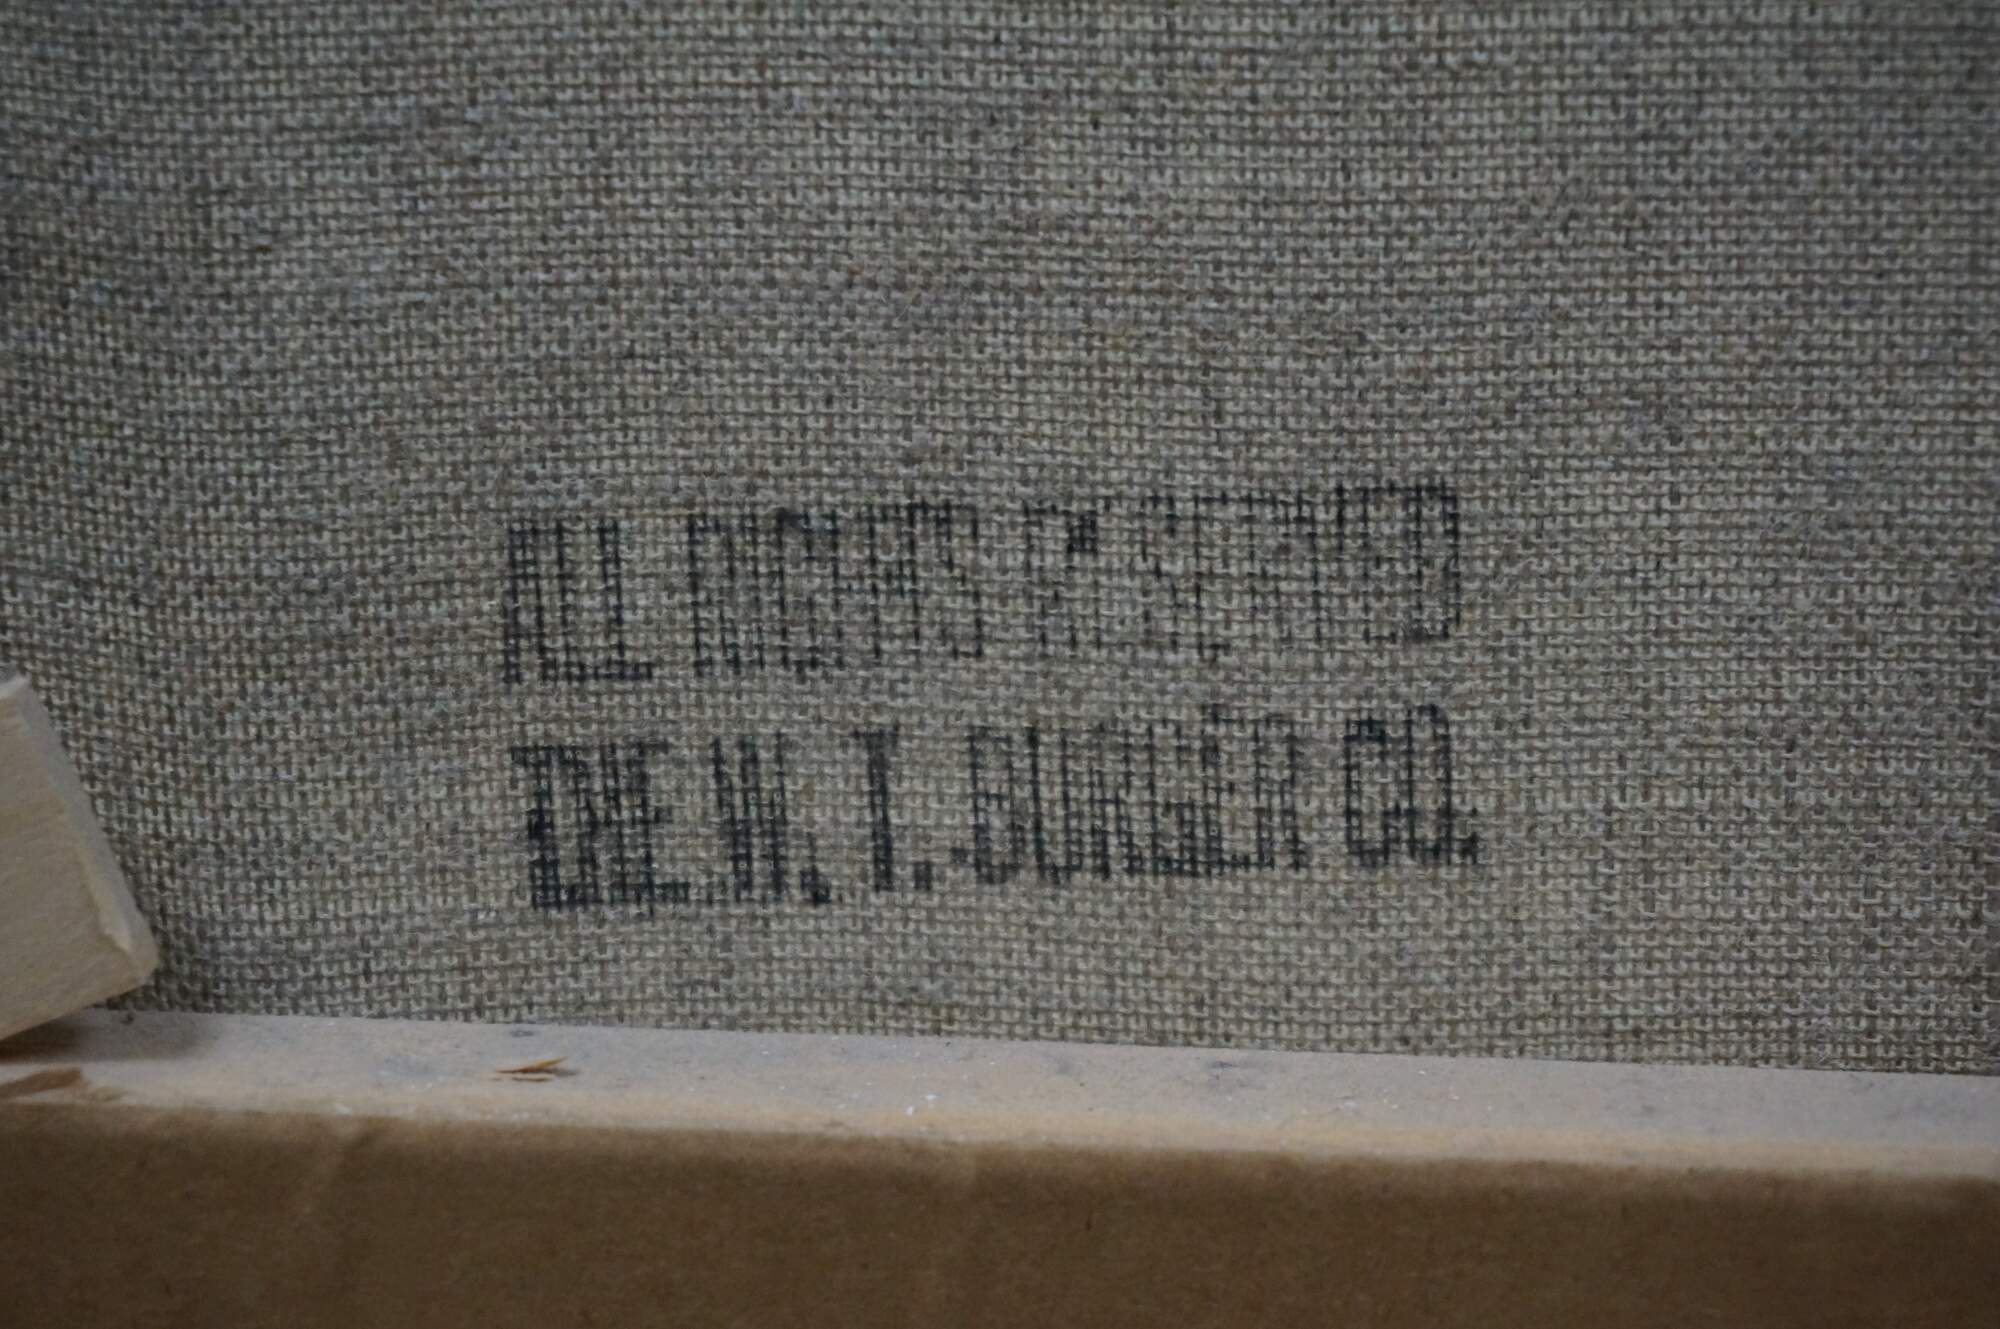 ALL RIGHTS RESERVED
THE W. T. BURGER CO.